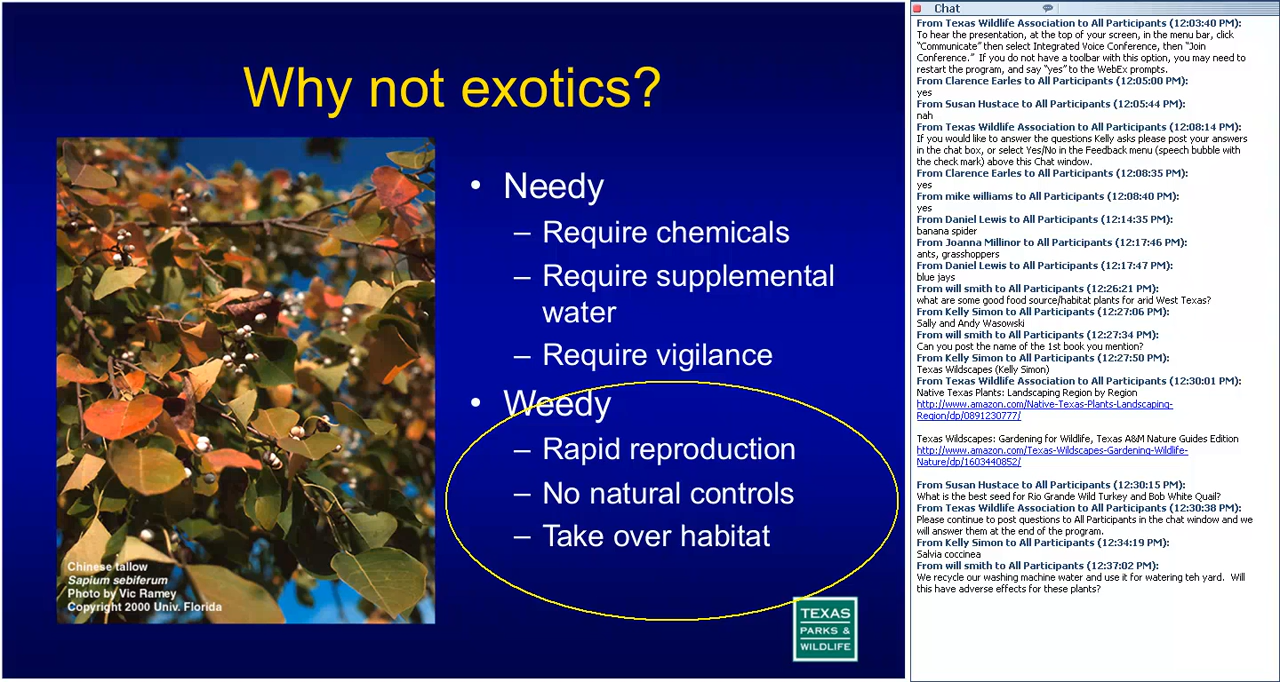 Why not exotics?
• Needy
– Require chemicals
– Require supplemental
water
– Require vigilance
• Weedy
– Rapid reproduction
– No natural controls
– Take over habitat
Chinese tallow
Sapium sebiferum
Photo by Vic Ramey
Copyright 2000 Univ. Florida
TEXAS
PARKS &
WILDLIFE
Chat
From Texas Wildlife Association to All Participants (12:03:40 PM):
To hear the presentation, at the top of your screen, in the menu bar, click
"Communicate" then select Integrated Voice Conference, then "Join
Conference." If you do not have a toolbar with this option, you may need to
restart the program, and say "yes" to the WebEx prompts.
From Clarence Earles to All Participants (12:05:00 PM):
yes
From Susan Hustace to All Participants (12:05:44 PM):
nah
From Texas Wildlife Association to All Participants (12:08:14 PM):
If you would like to answer the questions Kelly asks please post your answers
in the chat box, or select Yes/No in the Feedback menu (speech bubble with
the check mark) above this Chat window.
From Clarence Earles to All Participants (12:08:35 PM):
yes
From mike williams to All Participants (12:08:40 PM):
yes
From Daniel Lewis to All Participants (12:14:35 PM):
banana spider
From Joanna Millinor to All Participants (12:17:46 PM):
ants, grasshoppers
From Daniel Lewis to All Participants (12:17:47 PM):
blue jays
From will smith to All Participants (12:26:21 PM):
what are some good food source/habitat plants for arid West Texas?
From Kelly Simon to All Participants (12:27:06 PM):
Sally and Andy Wasowski
From will smith to All Participants (12:27:34 PM):
Can you post the name of the 1st book you mention?
From Kelly Simon to All Participants (12:27:50 PM):
Texas Wildscapes (Kelly Simon)
From Texas Wildlife Association to All Participants (12:30:01 PM):
Native Texas Plants: Landscaping Region by Region
http://www.amazon.com/Native-Texas-Plants-Landscaping-
Region/dp/0891230777/
Texas Wildscapes: Gardening for Wildlife, Texas A&M Nature Guides Edition
http://www.amazon.com/Texas-Wildscapes-Gardening-Wildlife-
Nature/dp/1603440852/
From Susan Hustace to All Participants (12:30:15 PM):
What is the best seed for Rio Grande Wild Turkey and Bob White Quail?
From Texas Wildlife Association to All Participants (12:30:38 PM):
Please continue to post questions to All Participants in the chat window and we
will answer them at the end of the program.
From Kelly Simon to All Participants (12:34:19 PM):
Salvia coccinea
From will smith to All Participants (12:37:02 PM):
We recycle our washing machine water and use it for watering teh yard. Will
this have adverse effects for these plants?